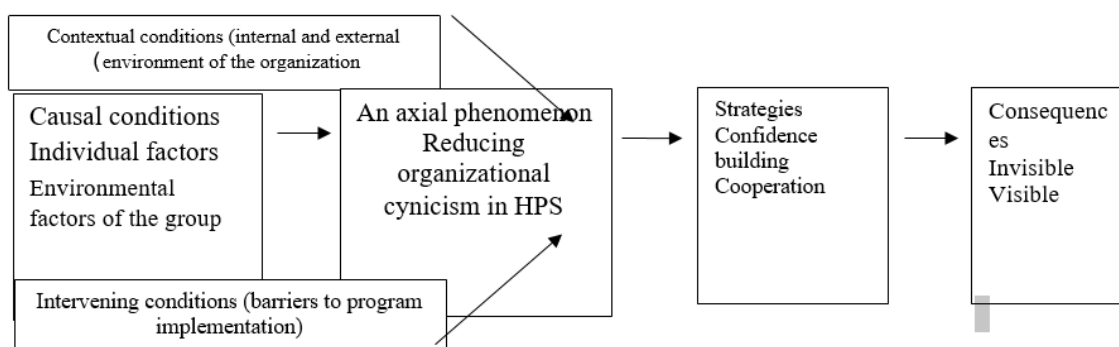 Contextual conditions (internal and external
(environment of the organization
Causal conditions
Individual factors
Environmental
factors of the group
An axial phenomenon
Reducing
organizational
cynicism in HPS
Strategies
Confidence
building
Cooperation
Consequenc
es
Invisible
Visible
Intervening conditions (barriers to program
implementation)